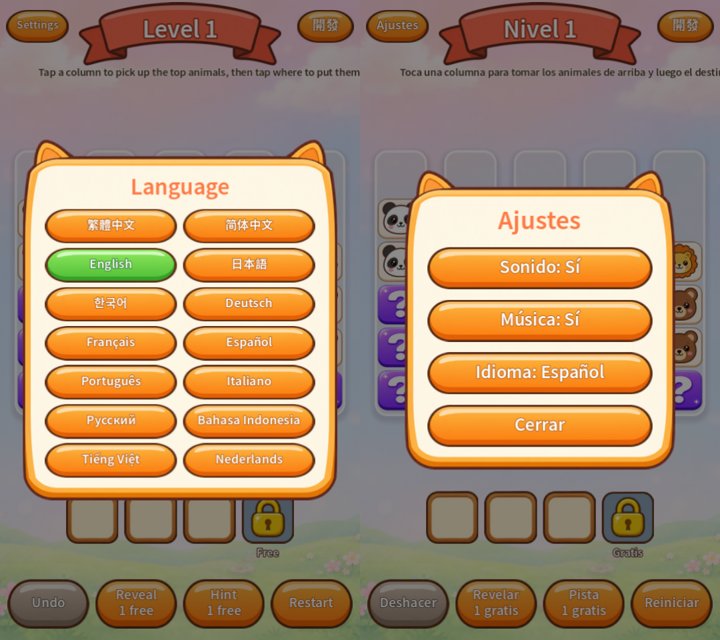 Settings
Level 1
開發
Tap a column to pick up the top animals, then tap where to put them
Language
繁體中文
简体中文
English
日本語
한국어
Deutsch
Français
Español
Português
Italiano
Русский
Bahasa Indonesia
Tiếng Việt
Nederlands
Free
Undo
Reveal
1 free
Hint
1 free
Restart
Ajustes
Nivel 1
開發
Toca una columna para tomar los animales de arriba y luego el desti
Ajustes
Sonido: Sí
Música: Sí
Idioma: Español
Cerrar
?
?
?
?
Gratis
Deshacer
Revelar
1 gratis
Pista
1 gratis
Reiniciar